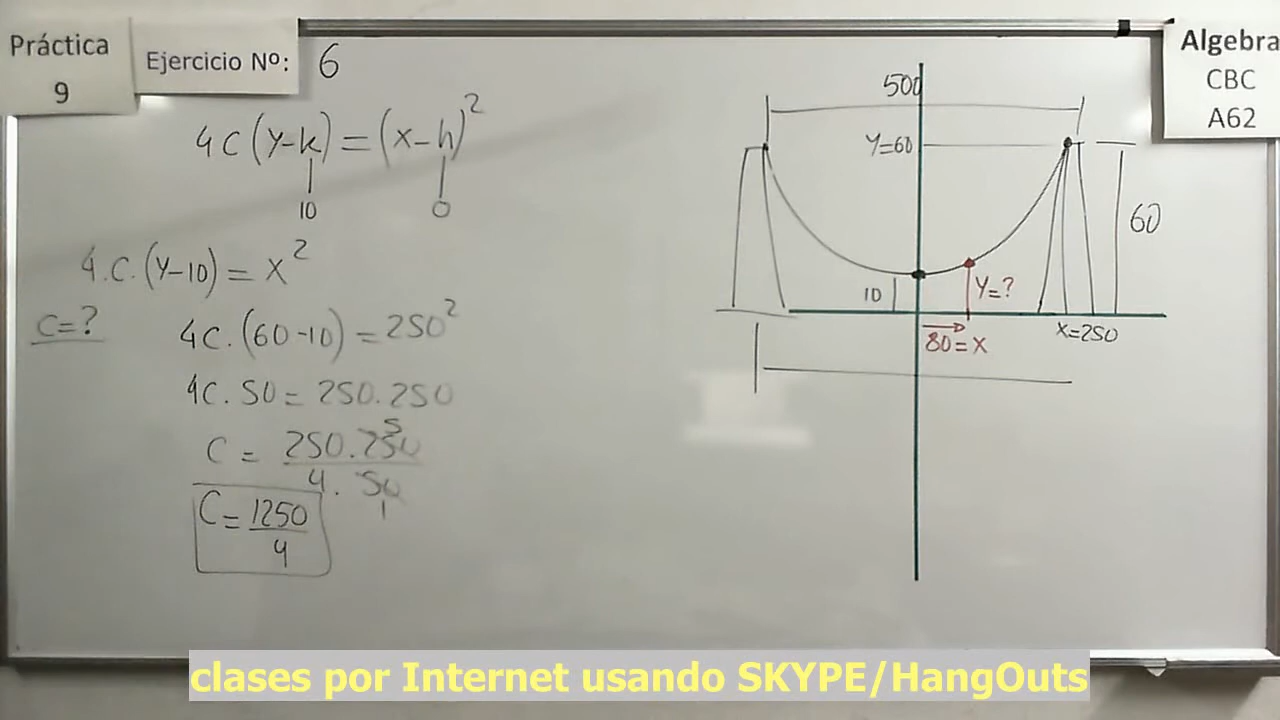 Práctica
9
Ejercicio Nº: 6
Algebra
CBC
A62
4C(y-k)=(x-h)²
10
0
4.C.(y-10)=x²
C=?
4C.(60-10)=250²
4C.50=250.250
5
C=250.250
4.50
1
C=1250
4
500
y=60
60
10
y=?
80=x
x=250
clases por Internet usando SKYPE/HangOuts